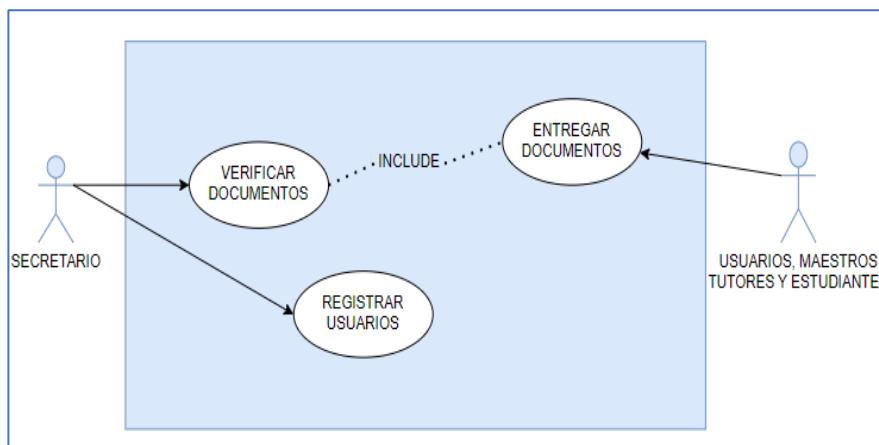 ENTREGAR
DOCUMENTOS
INCLUDE
VERIFICAR
DOCUMENTOS
SECRETARIO
USUARIOS, MAESTROS
TUTORES Y ESTUDIANTE
REGISTRAR
USUARIOS